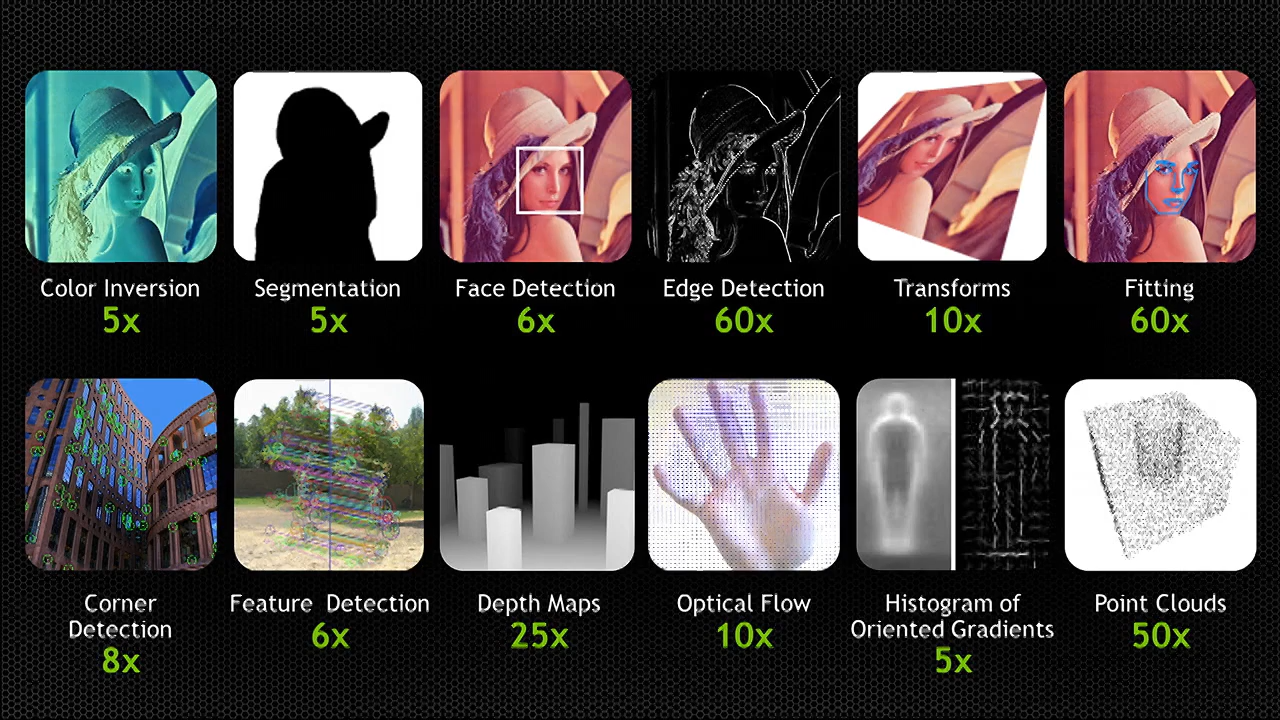 Color Inversion
5x
Segmentation
5x
Face Detection
6x
Edge Detection
60x
Transforms
10x
Fitting
60x
Corner
Detection
8x
Feature Detection
6x
Depth Maps
25x
Optical Flow
10x
Histogram of
Oriented Gradients
5x
Point Clouds
50x